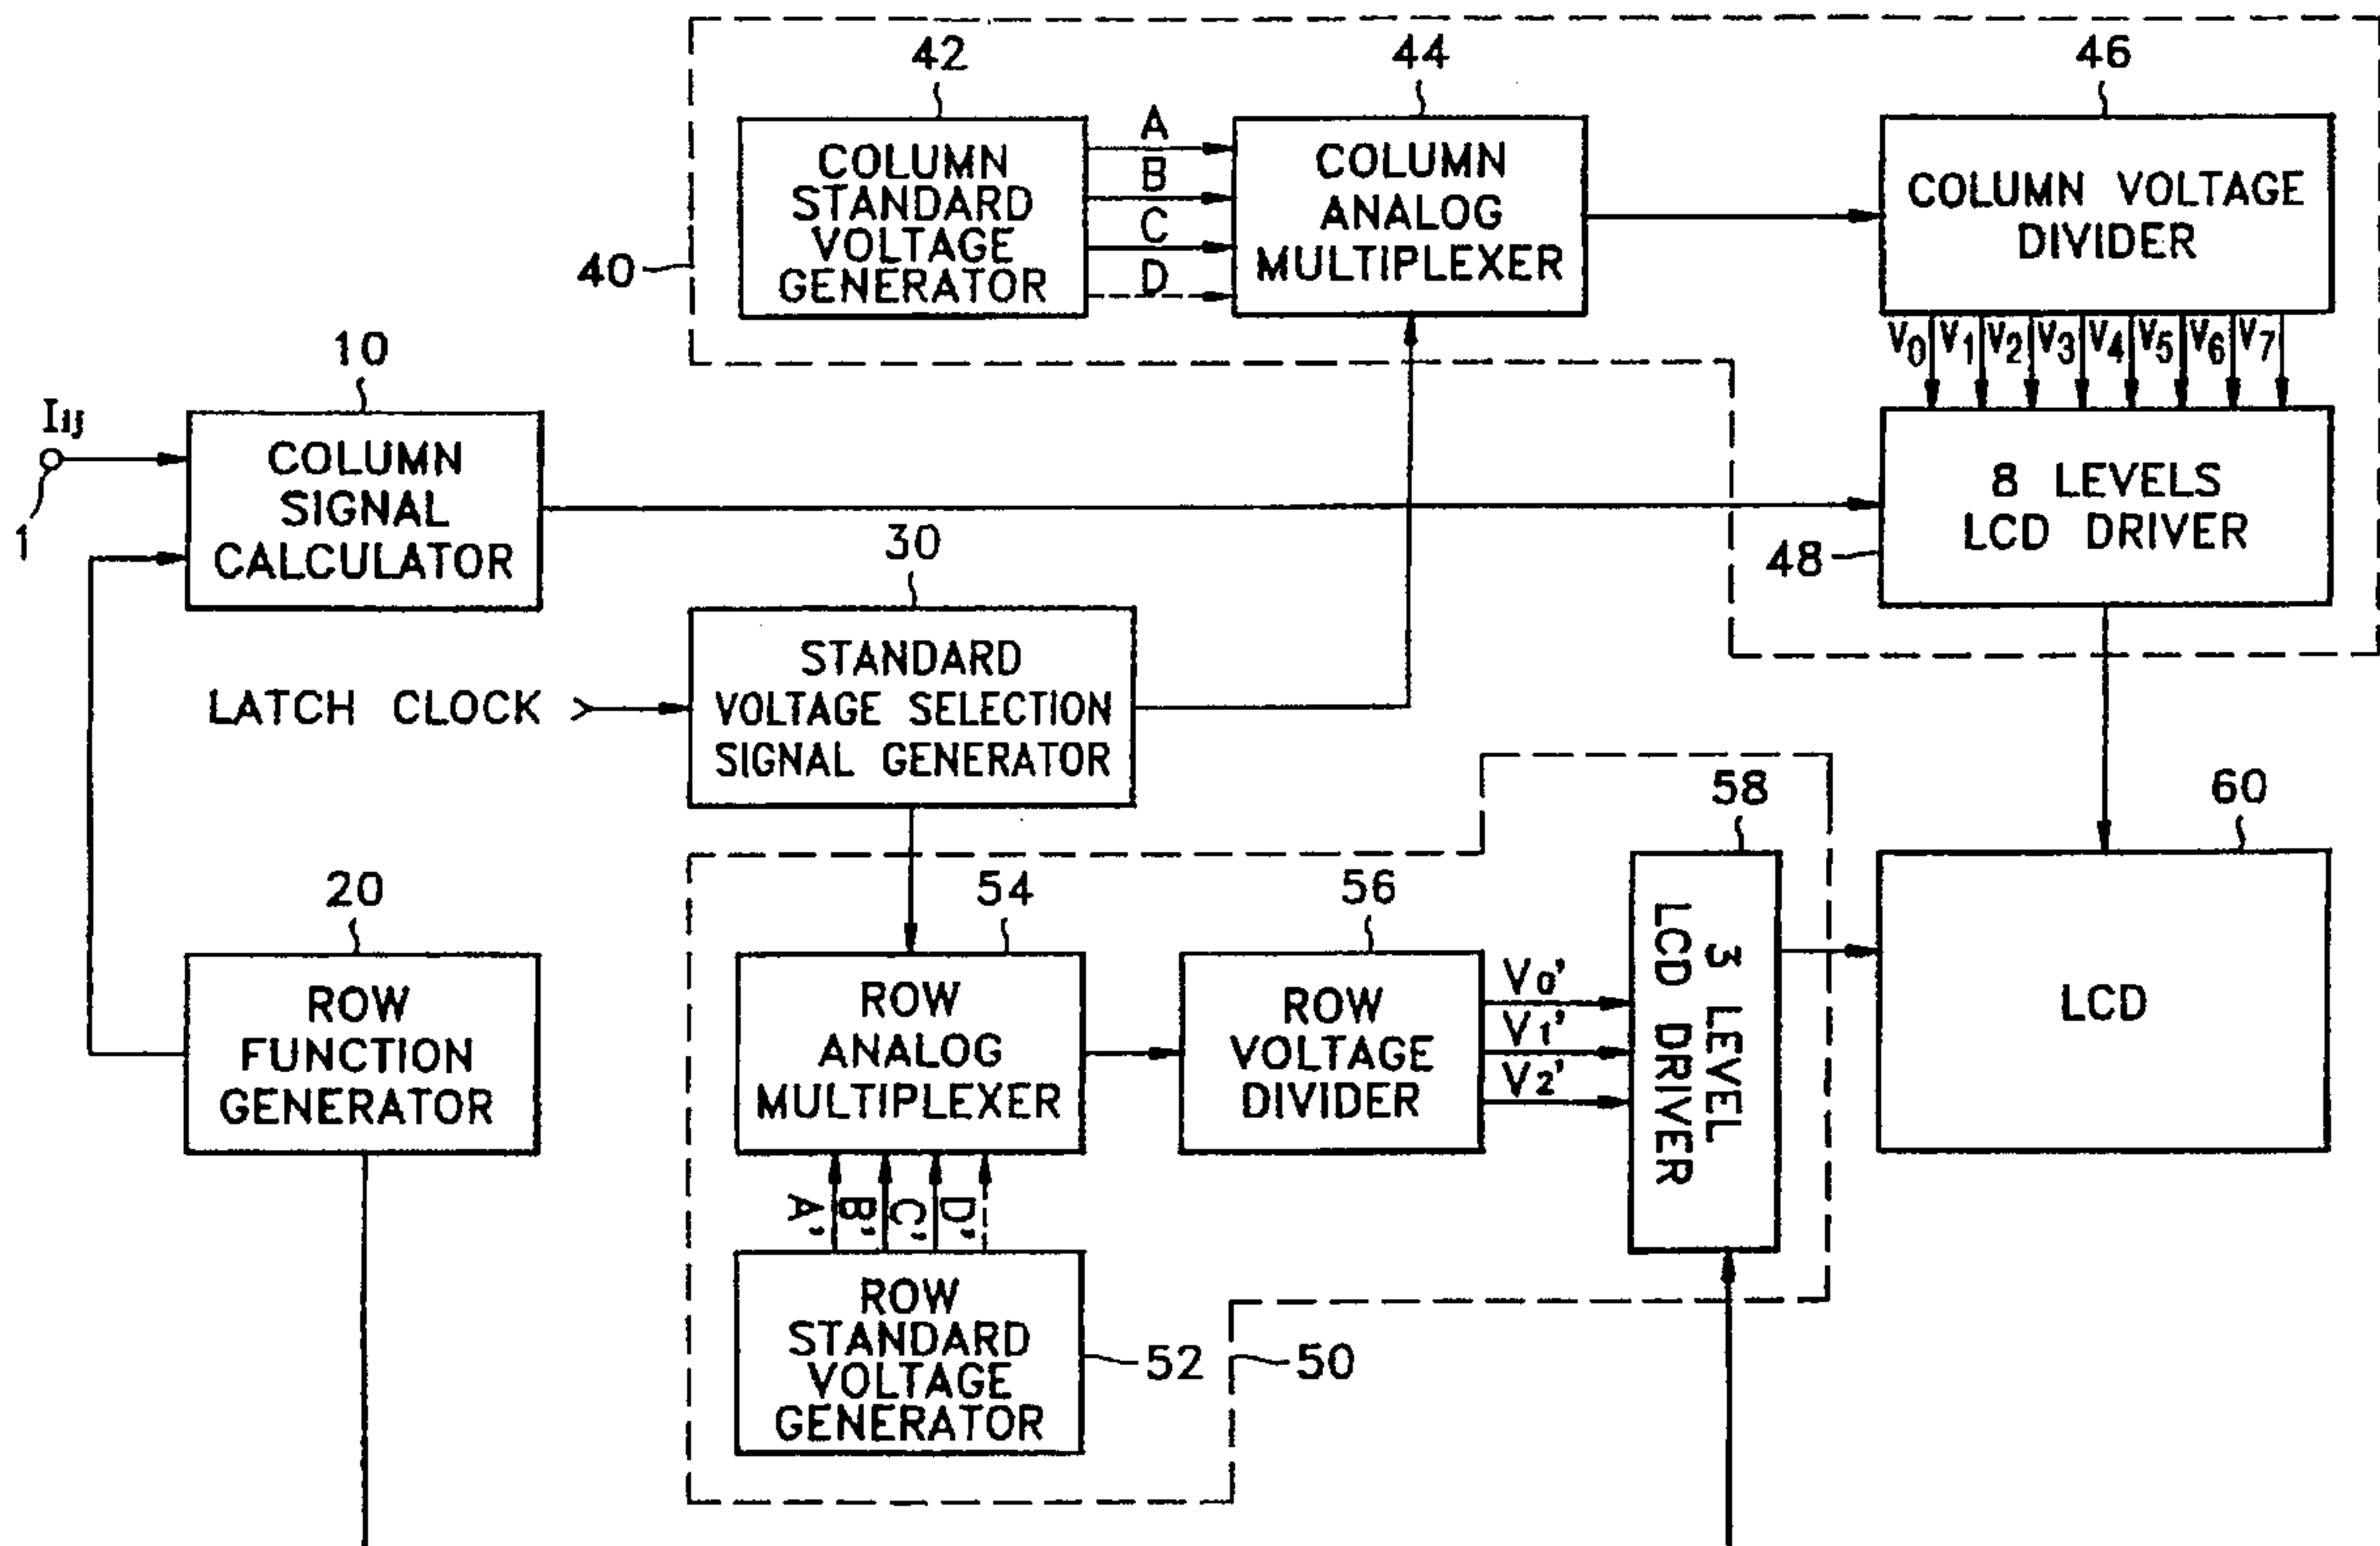 42
44
46
A
B
C
D
COLUMN
STANDARD
VOLTAGE
GENERATOR
COLUMN
ANALOG
MULTIPLEXER
COLUMN VOLTAGE
DIVIDER
40
V0 V1 V2 V3 V4 V5 V6 V7
10
Iij
1
COLUMN
SIGNAL
CALCULATOR
8 LEVELS
LCD DRIVER
48
30
STANDARD
VOLTAGE SELECTION
SIGNAL GENERATOR
LATCH CLOCK
58
60
20
54
56
ROW
FUNCTION
GENERATOR
ROW
ANALOG
MULTIPLEXER
ROW
VOLTAGE
DIVIDER
V0'
V1'
V2'
3 LEVEL
LCD DRIVER
LCD
A' B' C' D'
ROW
STANDARD
VOLTAGE
GENERATOR
52
50